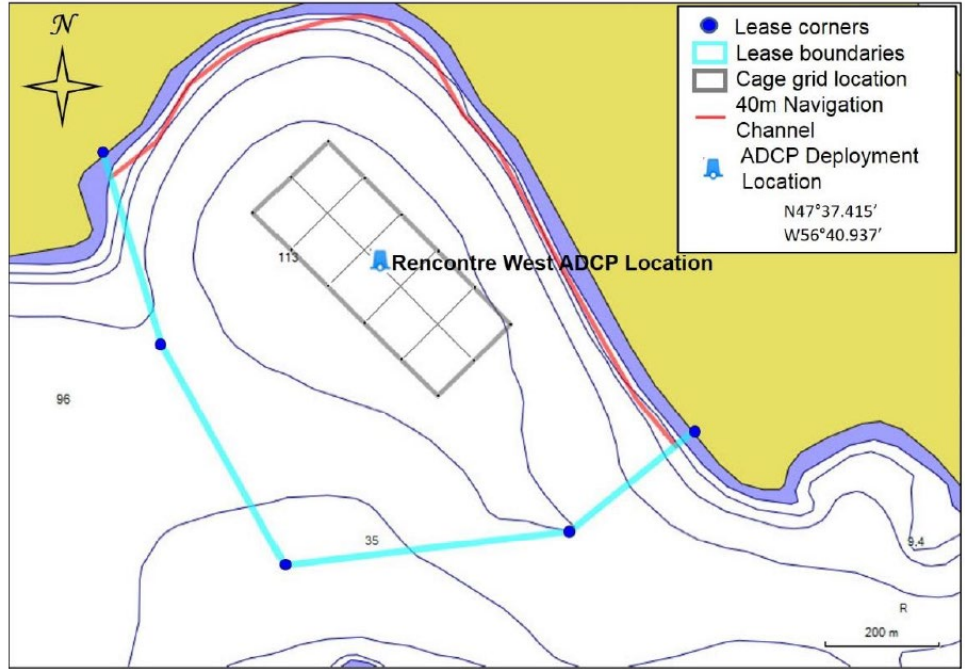 N
Lease corners
Lease boundaries
Cage grid location
40m Navigation
Channel
ADCP Deployment
Location
N47°37.415′
W56°40.937′
113
Rencontre West ADCP Location
96
35
9.4
R
200 m